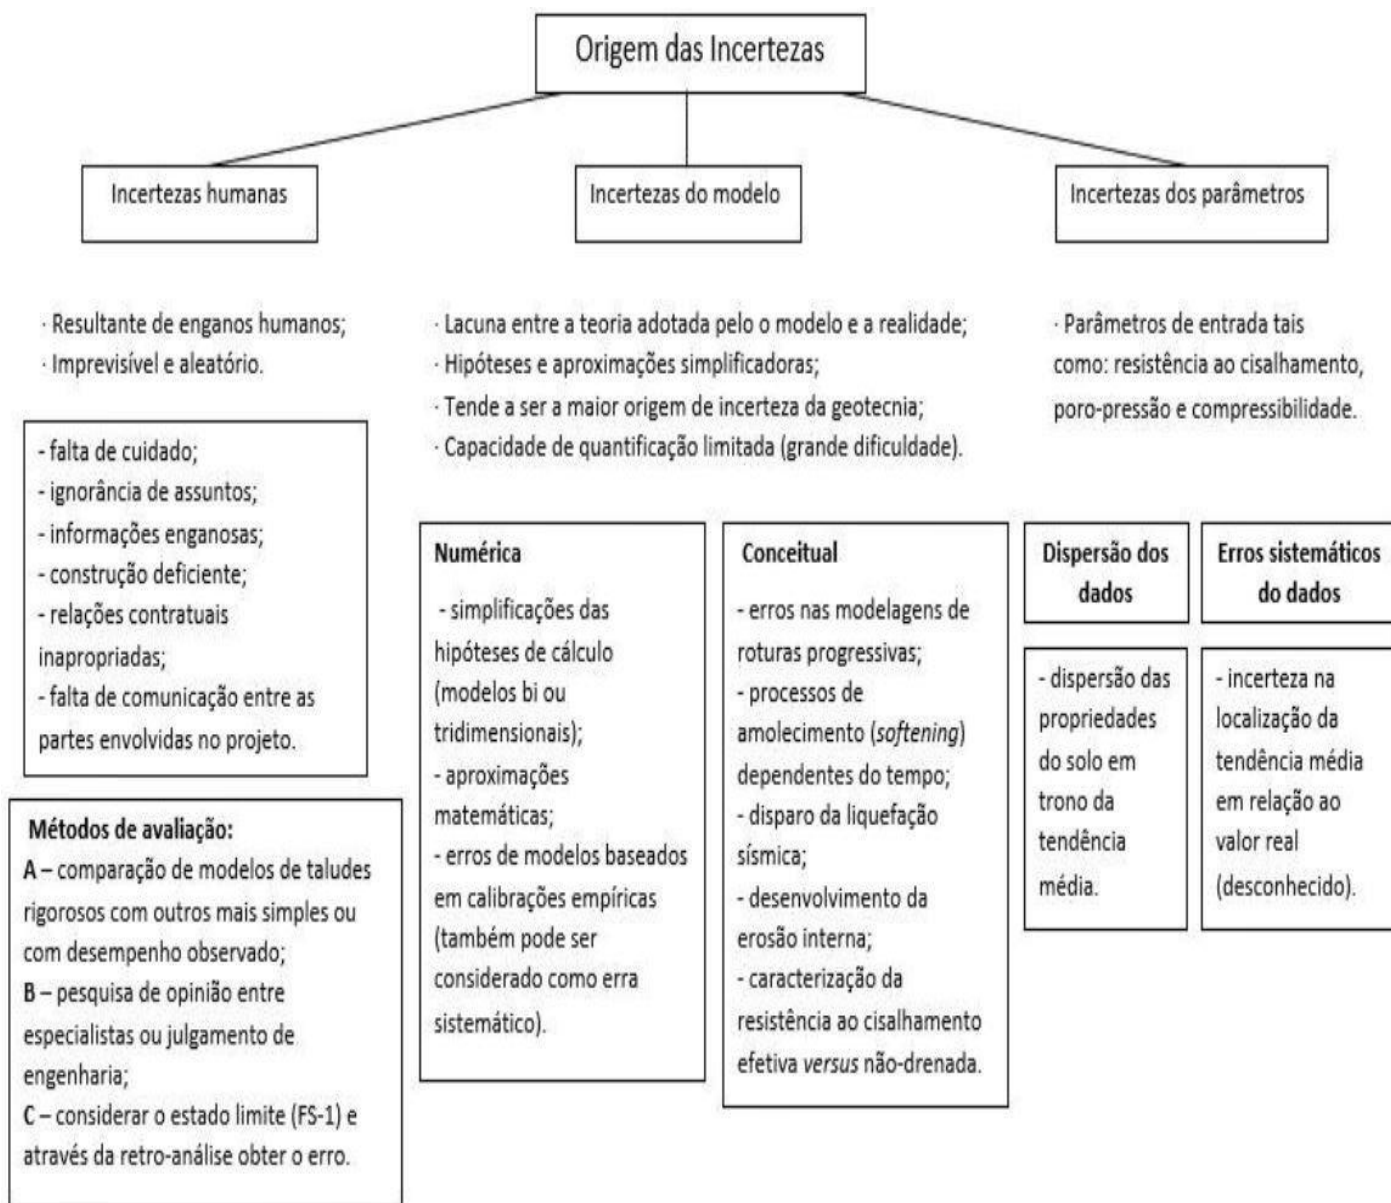 Origem das Incertezas
Incertezas humanas
Incertezas do modelo
Incertezas dos parâmetros
· Resultante de enganos humanos;
· Imprevisível e aleatório.
- falta de cuidado;
- ignorância de assuntos;
- informações enganosas;
- construção deficiente;
- relações contratuais
inapropriadas;
- falta de comunicação entre as
partes envolvidas no projeto.
Métodos de avaliação:
A – comparação de modelos de taludes
rigorosos com outros mais simples ou
com desempenho observado;
B – pesquisa de opinião entre
especialistas ou julgamento de
engenharia;
C – considerar o estado limite (FS-1) e
através da retro-análise obter o erro.
· Lacuna entre a teoria adotada pelo o modelo e a realidade;
· Hipóteses e aproximações simplificadoras;
· Tende a ser a maior origem de incerteza da geotecnia;
· Capacidade de quantificação limitada (grande dificuldade).
Numérica
- simplificações das
hipóteses de cálculo
(modelos bi ou
tridimensionais);
- aproximações
matemáticas;
- erros de modelos baseados
em calibrações empíricas
(também pode ser
considerado como erra
sistemático).
Conceitual
- erros nas modelagens de
roturas progressivas;
- processos de
amolecimento (softening)
dependentes do tempo;
- disparo da liquefação
sísmica;
- desenvolvimento da
erosão interna;
- caracterização da
resistência ao cisalhamento
efetiva versus não-drenada.
· Parâmetros de entrada tais
como: resistência ao cisalhamento,
poro-pressão e compressibilidade.
Dispersão dos
dados
- dispersão das
propriedades
do solo em
trono da
tendência
média.
Erros sistemáticos
do dados
- incerteza na
localização da
tendência média
em relação ao
valor real
(desconhecido).